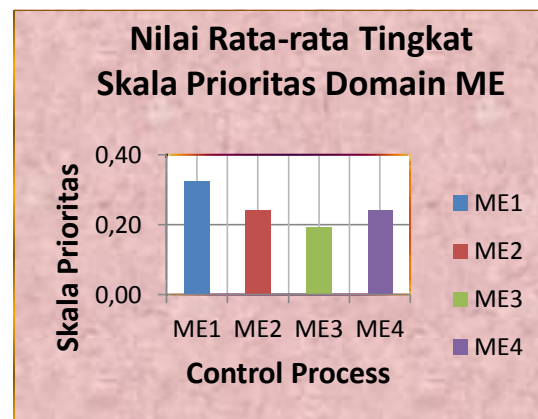 Nilai Rata-rata Tingkat
Skala Prioritas Domain ME
Skala Prioritas
0,40
0,20
0,00
ME1 ME2 ME3 ME4
Control Process
ME1
ME2
ME3
ME4